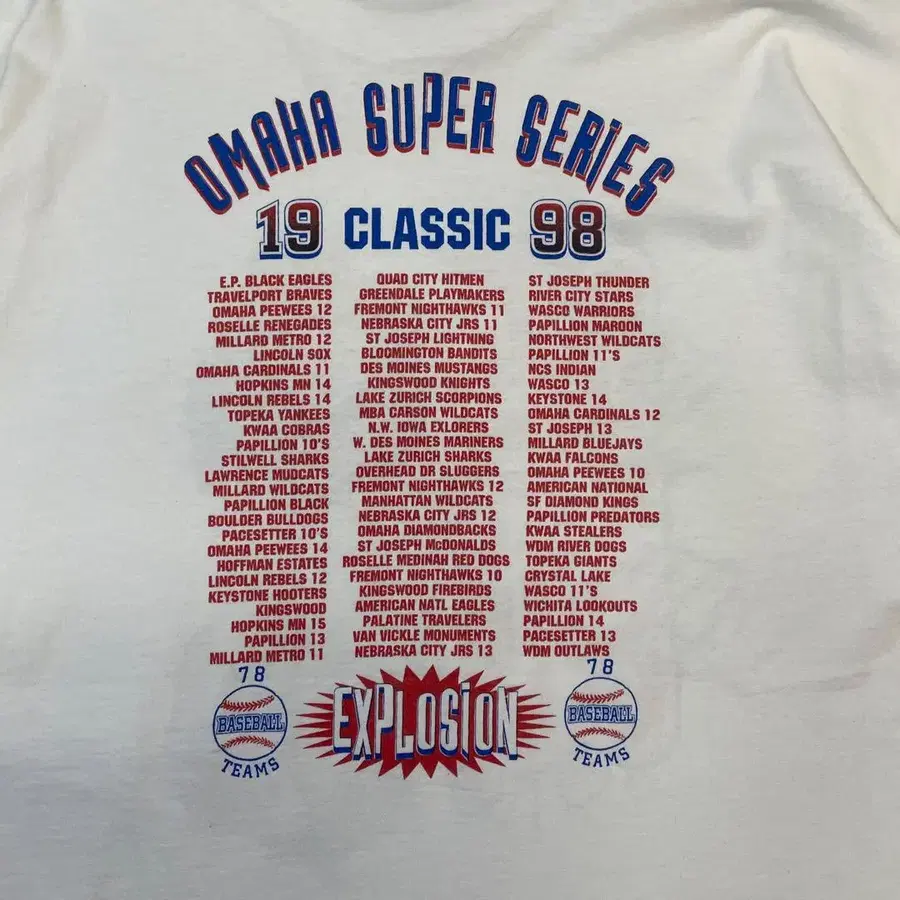 OMAHA SUPER SERIES
19 CLASSIC 98
E.P. BLACK EAGLES
TRAVELPORT BRAVES
OMAHA PEEWEES 12
ROSELLE RENEGADES
MILLARD METRO 12
LINCOLN SOX
OMAHA CARDINALS 11
HOPKINS MN 14
LINCOLN REBELS 14
TOPEKA YANKEES
KWAA COBRAS
PAPILLION 10'S
STILWELL SHARKS
LAWRENCE MUDCATS
MILLARD WILDCATS
PAPILLION BLACK
BOULDER BULLDOGS
PACESETTER 10'S
OMAHA PEEWEES 14
HOFFMAN ESTATES
LINCOLN REBELS 12
KEYSTONE HOOTERS
KINGSWOOD
HOPKINS MN 15
PAPILLION 13
MILLARD METRO 11
QUAD CITY HITMEN
GREENDALE PLAYMAKERS
FREMONT NIGHTHAWKS 11
NEBRASKA CITY JRS 11
ST JOSEPH LIGHTNING
BLOOMINGTON BANDITS
DES MOINES MUSTANGS
KINGSWOOD KNIGHTS
LAKE ZURICH SCORPIONS
MBA CARSON WILDCATS
N.W. IOWA EXLORERS
W. DES MOINES MARINERS
LAKE ZURICH SHARKS
OVERHEAD DR SLUGGERS
FREMONT NIGHTHAWKS 12
MANHATTAN WILDCATS
NEBRASKA CITY JRS 12
OMAHA DIAMONDBACKS
ST JOSEPH McDONALDS
ROSELLE MEDINAH RED DOGS
FREMONT NIGHTHAWKS 10
KINGSWOOD FIREBIRDS
AMERICAN NATL EAGLES
PALATINE TRAVELERS
VAN VICKLE MONUMENTS
NEBRASKA CITY JRS 13
ST JOSEPH THUNDER
RIVER CITY STARS
WASCO WARRIORS
PAPILLION MAROON
NORTHWEST WILDCATS
PAPILLION 11'S
NCS INDIAN
WASCO 13
KEYSTONE 14
OMAHA CARDINALS 12
ST JOSEPH 13
MILLARD BLUEJAYS
KWAA FALCONS
OMAHA PEEWEES 10
AMERICAN NATIONAL
SF DIAMOND KINGS
PAPILLION PREDATORS
KWAA STEALERS
WDM RIVER DOGS
TOPEKA GIANTS
CRYSTAL LAKE
WASCO 11'S
WICHITA LOOKOUTS
PAPILLION 14
PACESETTER 13
WDM OUTLAWS
78
BASEBALL
TEAMS
EXPLOSION
78
BASEBALL
TEAMS